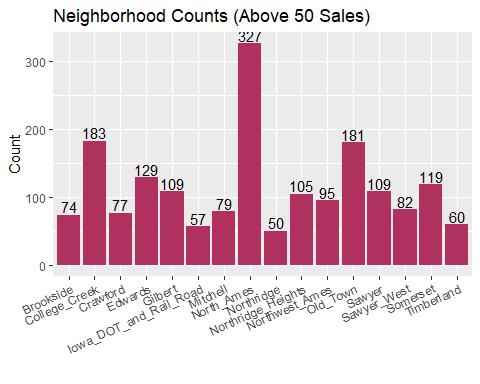 Neighborhood Counts (Above 50 Sales)
Count
300
200
100
0
74
183
77
129
109
57
79
327
50
105
95
181
109
82
119
60
Brookside
College_Creek
Crawford
Edwards
Gilbert
Iowa_DOT_and_Rail_Road
Mitchell
North_Ames
Northridge
Northridge_Heights
Northwest_Ames
Old_Town
Sawyer
Sawyer_West
Somerset
Timberland